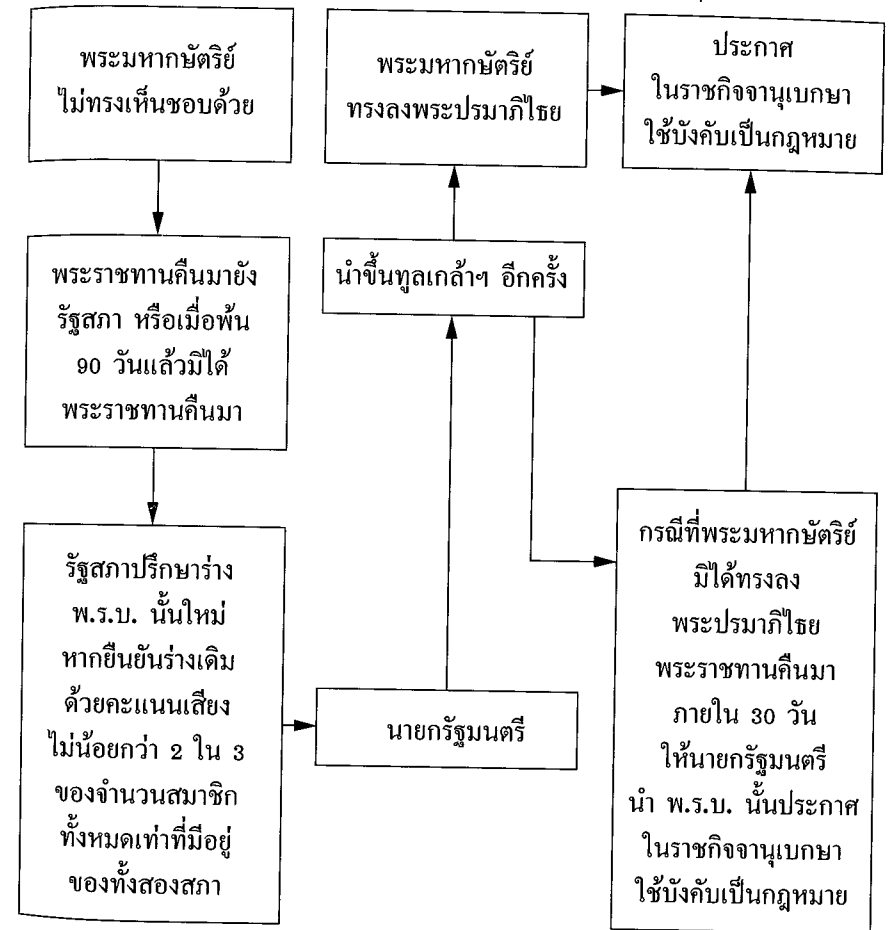 พระมหากษัตริย์
ไม่ทรงเห็นชอบด้วย
พระราชทานคืนมายัง
รัฐสภา หรือเมื่อพ้น
90 วันแล้วมิได้
พระราชทานคืนมา
รัฐสภาปรึกษาร่าง
พ.ร.บ. นั้นใหม่
หากยืนยันร่างเดิม
ด้วยคะแนนเสียง
ไม่น้อยกว่า 2 ใน 3
ของจำนวนสมาชิก
ทั้งหมดเท่าที่มีอยู่
ของทั้งสองสภา
นายกรัฐมนตรี
นำขึ้นทูลเกล้าฯ อีกครั้ง
พระมหากษัตริย์
ทรงลงพระปรมาภิไธย
ประกาศ
ในราชกิจจานุเบกษา
ใช้บังคับเป็นกฎหมาย
กรณีที่พระมหากษัตริย์
มิได้ทรงลง
พระปรมาภิไธย
พระราชทานคืนมา
ภายใน 30 วัน
ให้นายกรัฐมนตรี
นำ พ.ร.บ. นั้นประกาศ
ในราชกิจจานุเบกษา
ใช้บังคับเป็นกฎหมาย